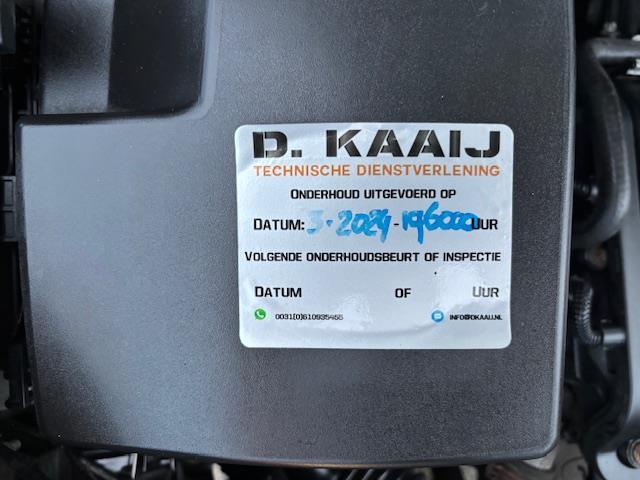 D. KAAIJ
TECHNISCHE DIENSTVERLENING
ONDERHOUD UITGEVOERD OP
DATUM: 3-2024-196000 UUR
VOLGENDE ONDERHOUDSBEURT OF INSPECTIE
DATUM OF UUR
0031(0)610935455 INFO@DKAAIJ.NL